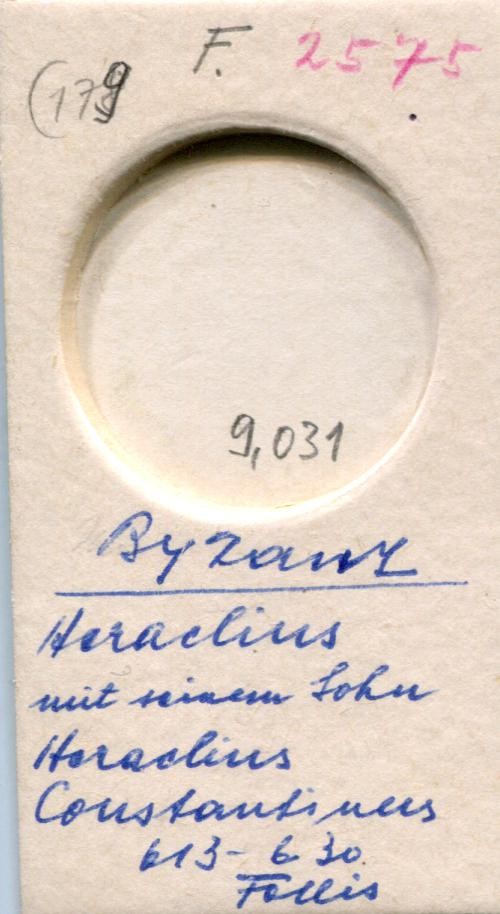 F. 2575
(179
9,031
Byzanz
Heraclius
mit seinem Sohn
Heraclius
Constantinus
613-630
Follis